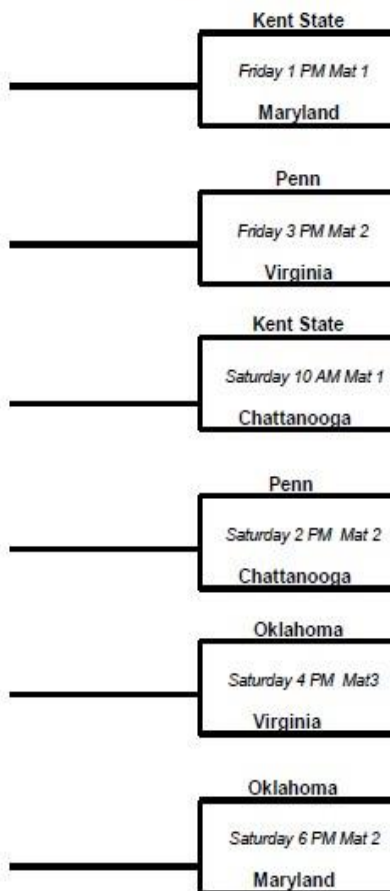 Kent State
Friday 1 PM Mat 1
Maryland
Penn
Friday 3 PM Mat 2
Virginia
Kent State
Saturday 10 AM Mat 1
Chattanooga
Penn
Saturday 2 PM Mat 2
Chattanooga
Oklahoma
Saturday 4 PM Mat3
Virginia
Oklahoma
Saturday 6 PM Mat 2
Maryland